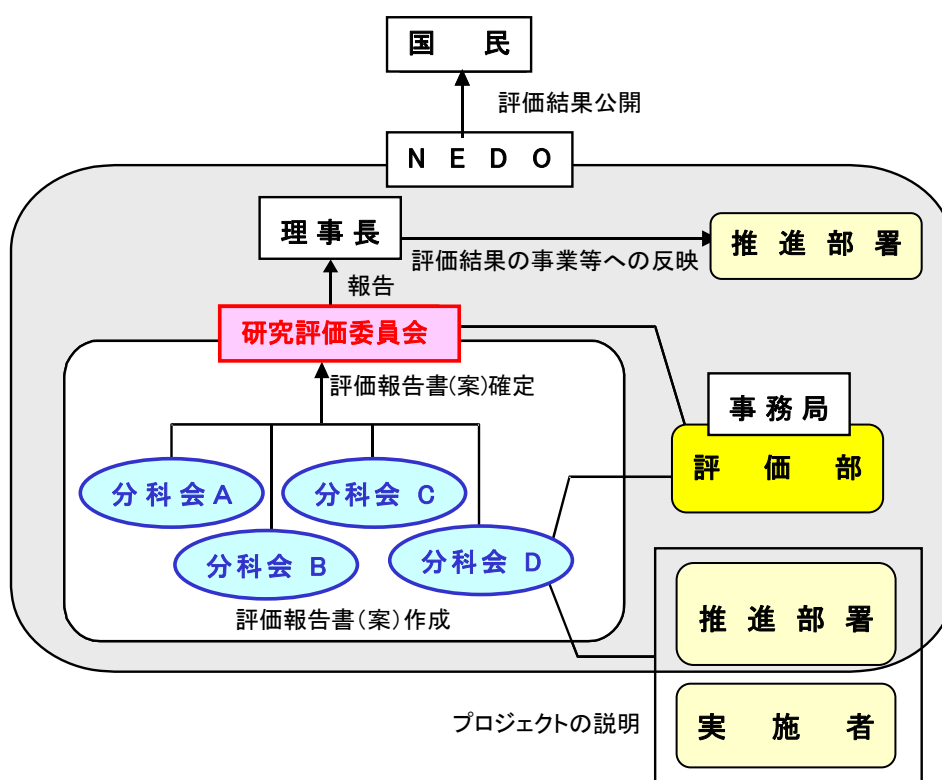 国 民
評価結果公開
N E D O
理事長
推進部署
評価結果の事業等への反映
報告
研究評価委員会
評価報告書(案)確定
事務局
評 価 部
分科会A
分科会 C
分科会 B
分科会 D
評価報告書(案)作成
推進部署
プロジェクトの説明
実 施 者